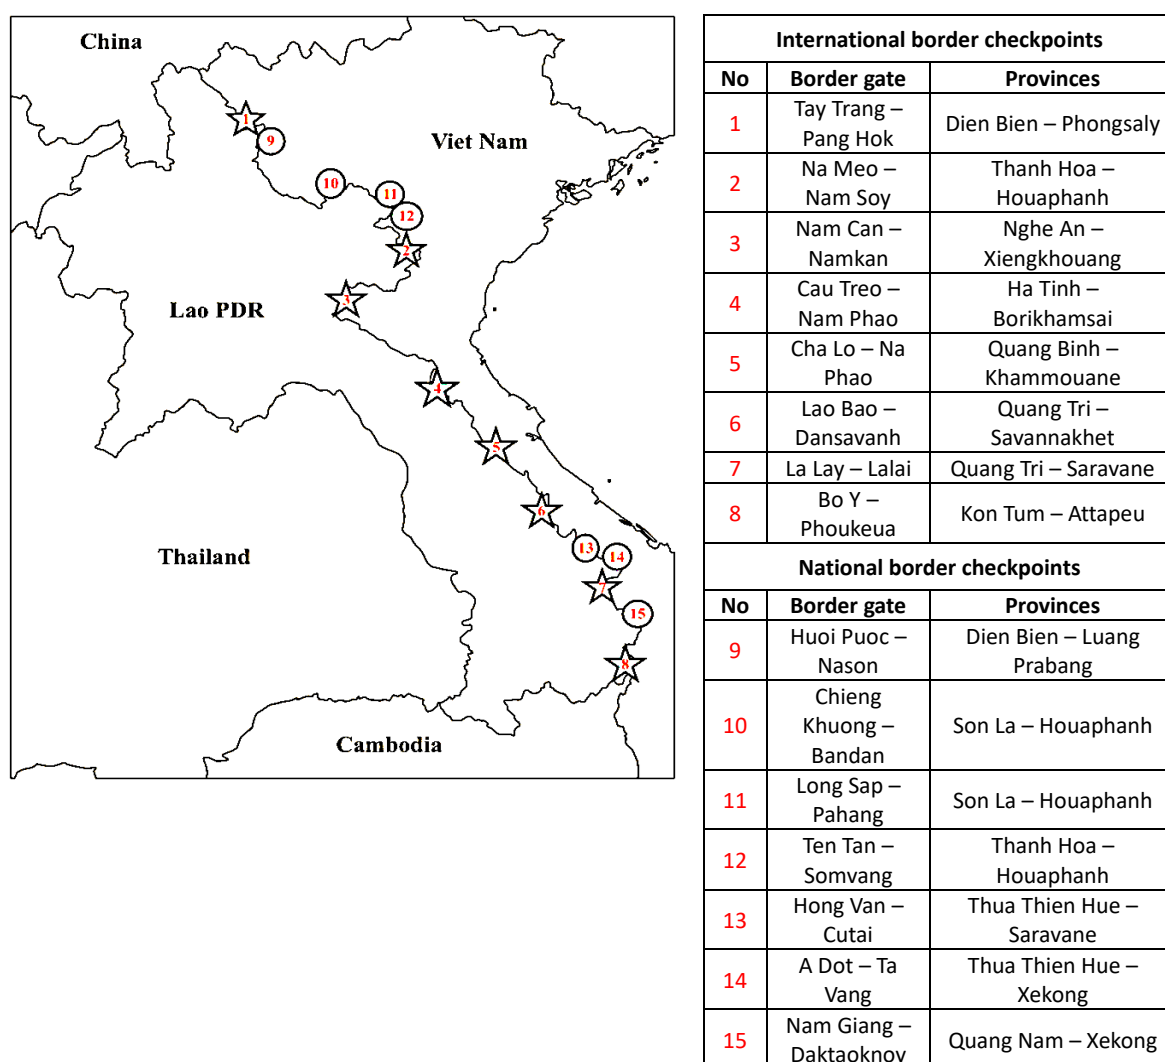 China
Viet Nam
Lao PDR
Thailand
Cambodia
1
9
10
11
12
2
3
4
5
6
13
14
7
15
8
International border checkpoints
No Border gate Provinces
1 Tay Trang – Pang Hok Dien Bien – Phongsaly
2 Na Meo – Nam Soy Thanh Hoa – Houaphanh
3 Nam Can – Namkan Nghe An – Xiengkhouang
4 Cau Treo – Nam Phao Ha Tinh – Borikhamsai
5 Cha Lo – Na Phao Quang Binh – Khammouane
6 Lao Bao – Dansavanh Quang Tri – Savannakhet
7 La Lay – Lalai Quang Tri – Saravane
8 Bo Y – Phoukeua Kon Tum – Attapeu
National border checkpoints
No Border gate Provinces
9 Huoi Puoc – Nason Dien Bien – Luang Prabang
10 Chieng Khuong – Bandan Son La – Houaphanh
11 Long Sap – Pahang Son La – Houaphanh
12 Ten Tan – Somvang Thanh Hoa – Houaphanh
13 Hong Van – Cutai Thua Thien Hue – Saravane
14 A Dot – Ta Vang Thua Thien Hue – Xekong
15 Nam Giang – Daktaoknoy Quang Nam – Xekong